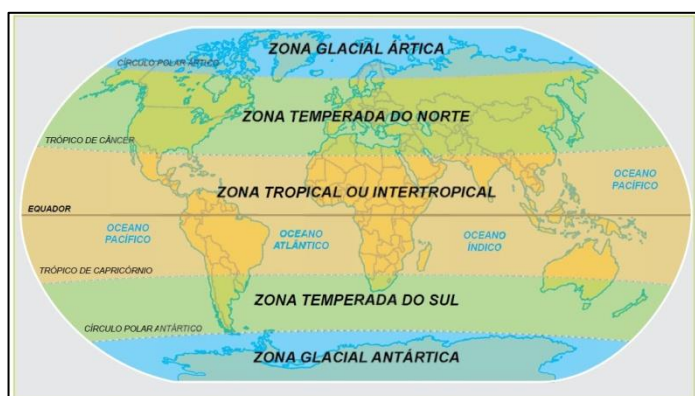 ZONA GLACIAL ÁRTICA
CÍRCULO POLAR ÁRTICO
ZONA TEMPERADA DO NORTE
TRÓPICO DE CÂNCER
OCEANO
PACÍFICO
ZONA TROPICAL OU INTERTROPICAL
EQUADOR
OCEANO
PACÍFICO
OCEANO
ATLÂNTICO
OCEANO
ÍNDICO
TRÓPICO DE CAPRICÓRNIO
ZONA TEMPERADA DO SUL
CÍRCULO POLAR ANTÁRTICO
ZONA GLACIAL ANTÁRTICA